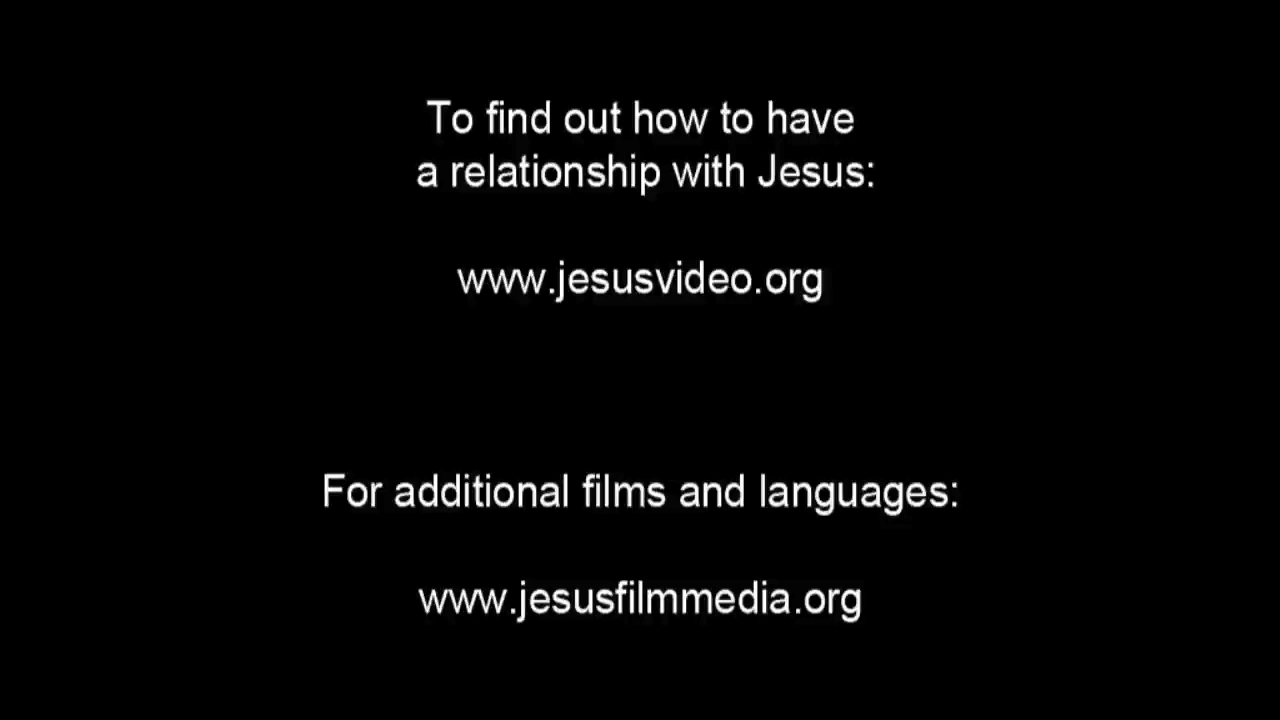 To find out how to have
a relationship with Jesus:
www.jesusvideo.org
For additional films and languages:
www.jesusfilmmedia.org